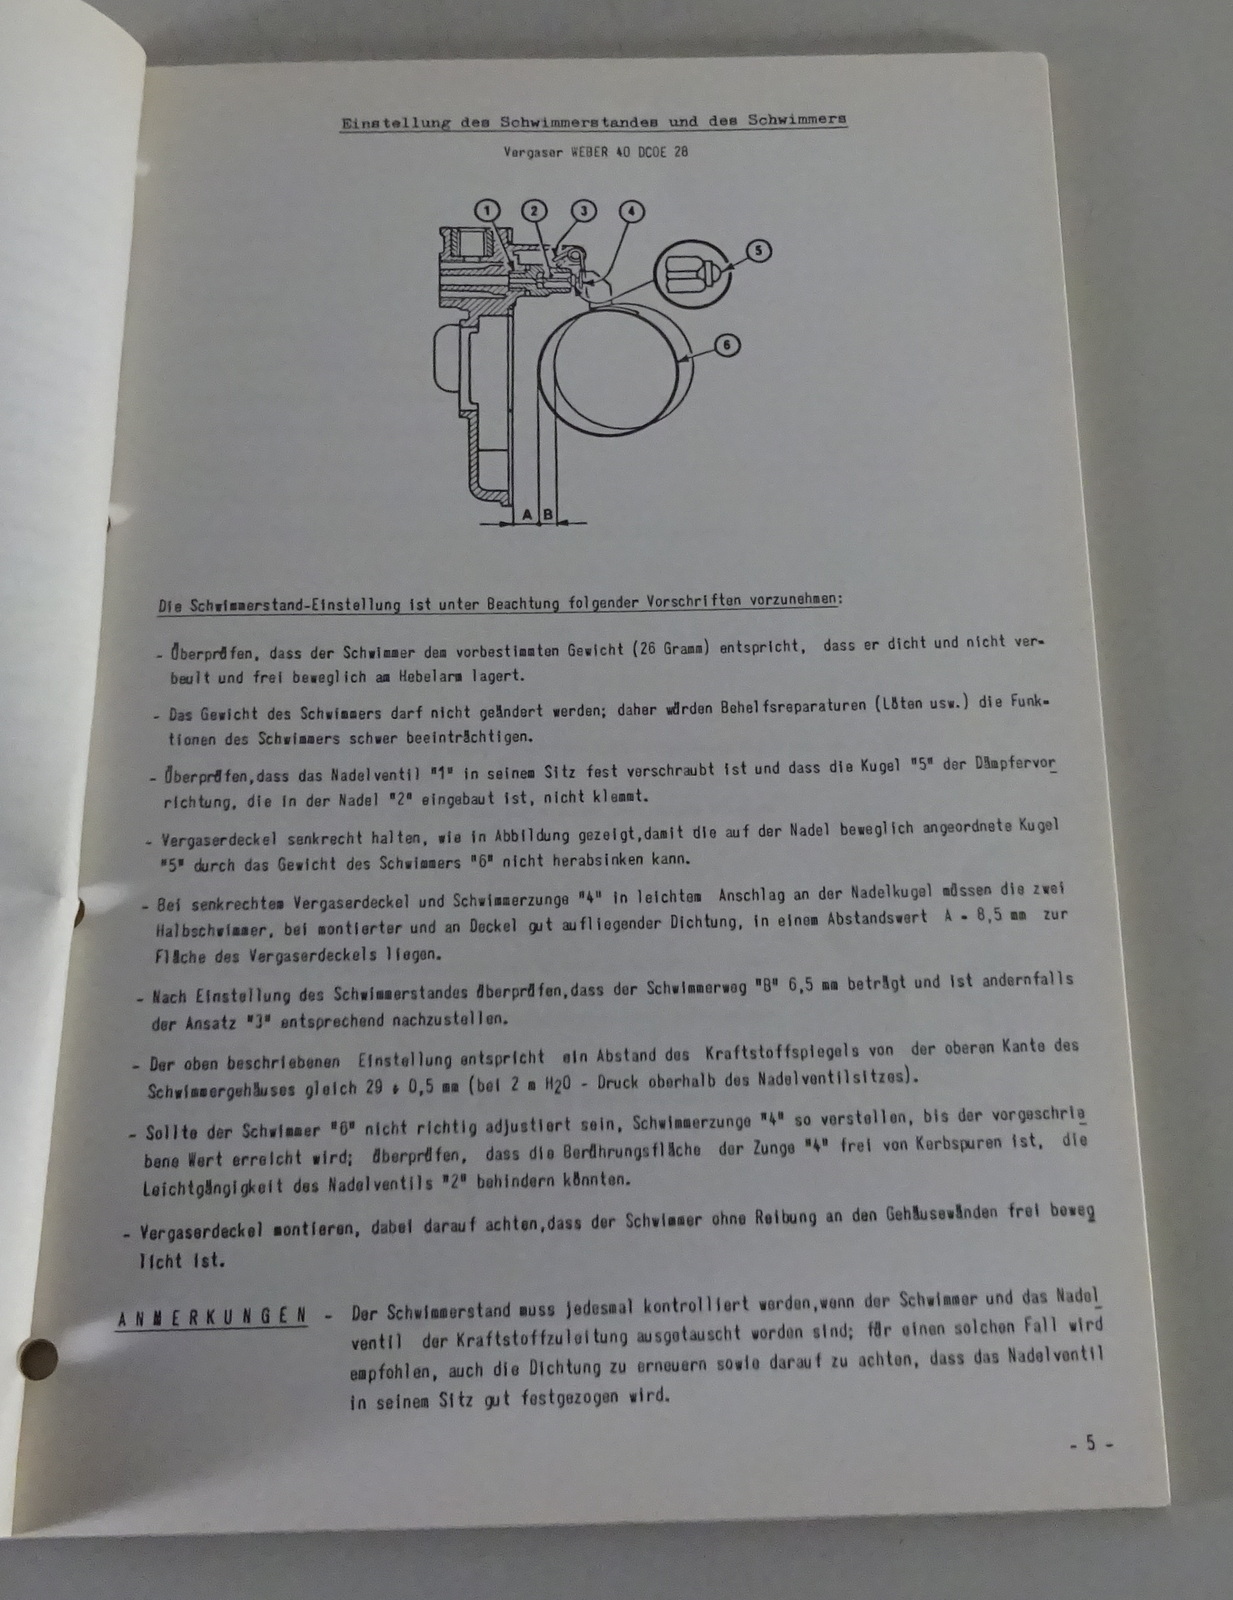 Einstellung des Schwimmerstandes und des Schwimmers
Vergaser WEBER 40 DCOE 28
1 2 3 4
5
6
A B
Die Schwimmerstand-Einstellung ist unter Beachtung folgender Vorschriften vorzunehmen:
- Überprüfen, dass der Schwimmer dem vorbestimmten Gewicht (26 Gramm) entspricht, dass er dicht und nicht ver-
beult und frei beweglich am Hebelarm lagert.
- Das Gewicht des Schwimmers darf nicht geändert werden; daher würden Behelfsreparaturen (Löten usw.) die Funk-
tionen des Schwimmers schwer beeinträchtigen.
- Überprüfen,dass das Nadelventil "1" in seinem Sitz fest verschraubt ist und dass die Kugel "5" der Dämpfervor
richtung, die in der Nadel "2" eingebaut ist, nicht klemmt.
- Vergaserdeckel senkrecht halten, wie in Abbildung gezeigt,damit die auf der Nadel beweglich angeordnete Kugel
"5" durch das Gewicht des Schwimmers "6" nicht herabsinken kann.
- Bei senkrechtem Vergaserdeckel und Schwimmerzunge "4" in leichtem Anschlag an der Nadelkugel müssen die zwei
Halbschwimmer, bei montierter und an Deckel gut aufliegender Dichtung, in einem Abstandswert A = 8,5 mm zur
Fläche des Vergaserdeckels liegen.
- Nach Einstellung des Schwimmerstandes überprüfen,dass der Schwimmerweg "B" 6,5 mm beträgt und ist andernfalls
der Ansatz "3" entsprechend nachzustellen.
- Der oben beschriebenen Einstellung entspricht ein Abstand des Kraftstoffspiegels von der oberen Kante des
Schwimmergehäuses gleich 29 ± 0,5 mm (bei 2 m H2O - Druck oberhalb des Nadelventilsitzes).
- Sollte der Schwimmer "6" nicht richtig adjustiert sein, Schwimmerzunge "4" so verstellen, bis der vorgeschrie
bene Wert erreicht wird; überprüfen, dass die Berührungsfläche der Zunge "4" frei von Kerbspuren ist, die
Leichtgängigkeit des Nadelventils "2" behindern könnten.
- Vergaserdeckel montieren, dabei darauf achten,dass der Schwimmer ohne Reibung an den Gehäusewänden frei beweg
licht ist.
ANMERKUNGEN - Der Schwimmerstand muss jedesmal kontrolliert werden,wenn der Schwimmer und das Nadel
ventil der Kraftstoffzuleitung ausgetauscht worden sind; für einen solchen Fall wird
empfohlen, auch die Dichtung zu erneuern sowie darauf zu achten, dass das Nadelventil
in seinem Sitz gut festgezogen wird.
- 5 -